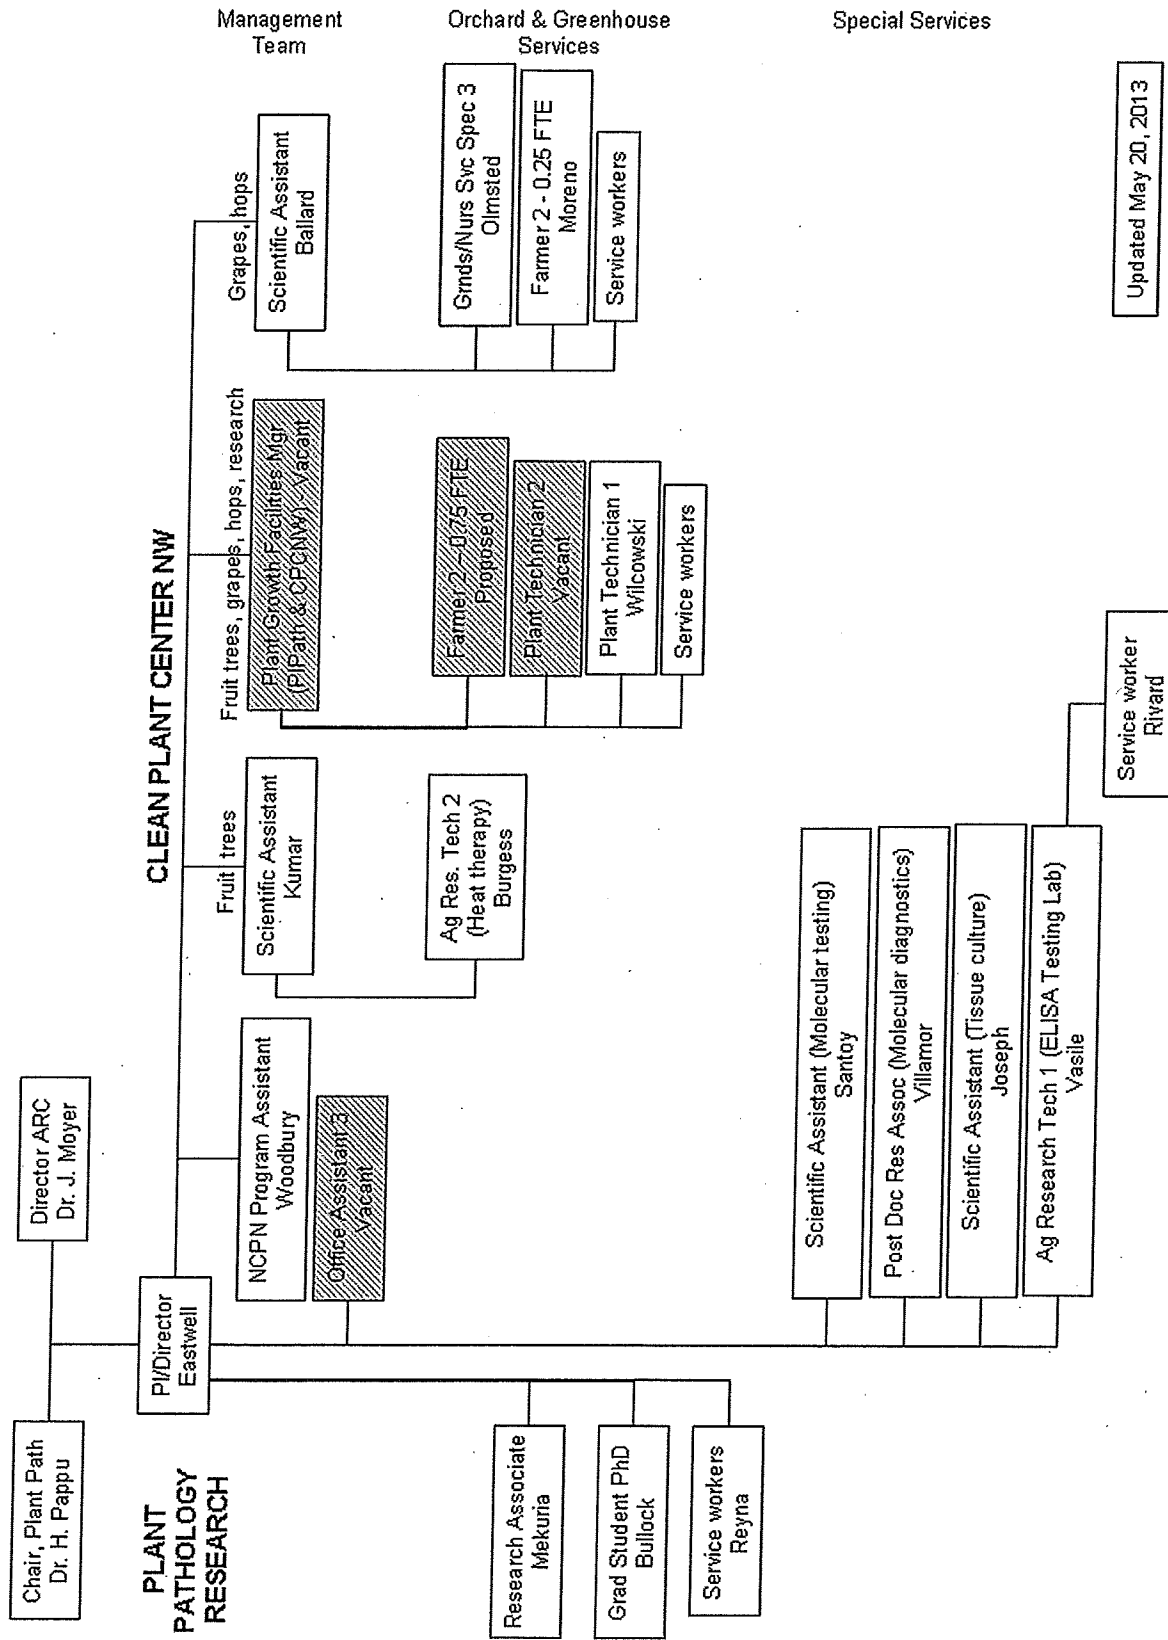 Chair, Plant Path
Dr. H. Pappu
Director ARC
Dr. J. Moyer
PI/Director
Eastwell
PLANT
PATHOLOGY
RESEARCH
Research Associate
Mekuria
Grad Student PhD
Bullock
Service workers
Reyna
CLEAN PLANT CENTER NW
Management
Team
Orchard & Greenhouse
Services
Special Services
NCPN Program Assistant
Woodbury
Office Assistant 3
Vacant
Fruit trees
Scientific Assistant
Kumar
Ag Res. Tech 2
(Heat therapy)
Burgess
Fruit trees, grapes, hops, research
Plant Growth Facilities Mgr
(PlPath & CPCNW) - Vacant
Farmer 2 - 0.75 FTE
Proposed
Plant Technician 2
Vacant
Plant Technician 1
Wilcowski
Service workers
Grapes, hops
Scientific Assistant
Ballard
Grnds/Nurs Svc Spec 3
Olmsted
Farmer 2 - 0.25 FTE
Moreno
Service workers
Scientific Assistant (Molecular testing)
Santoy
Post Doc Res Assoc (Molecular diagnostics)
Villamor
Scientific Assistant (Tissue culture)
Joseph
Ag Research Tech 1 (ELISA Testing Lab)
Vasile
Service worker
Rivard
Updated May 20, 2013